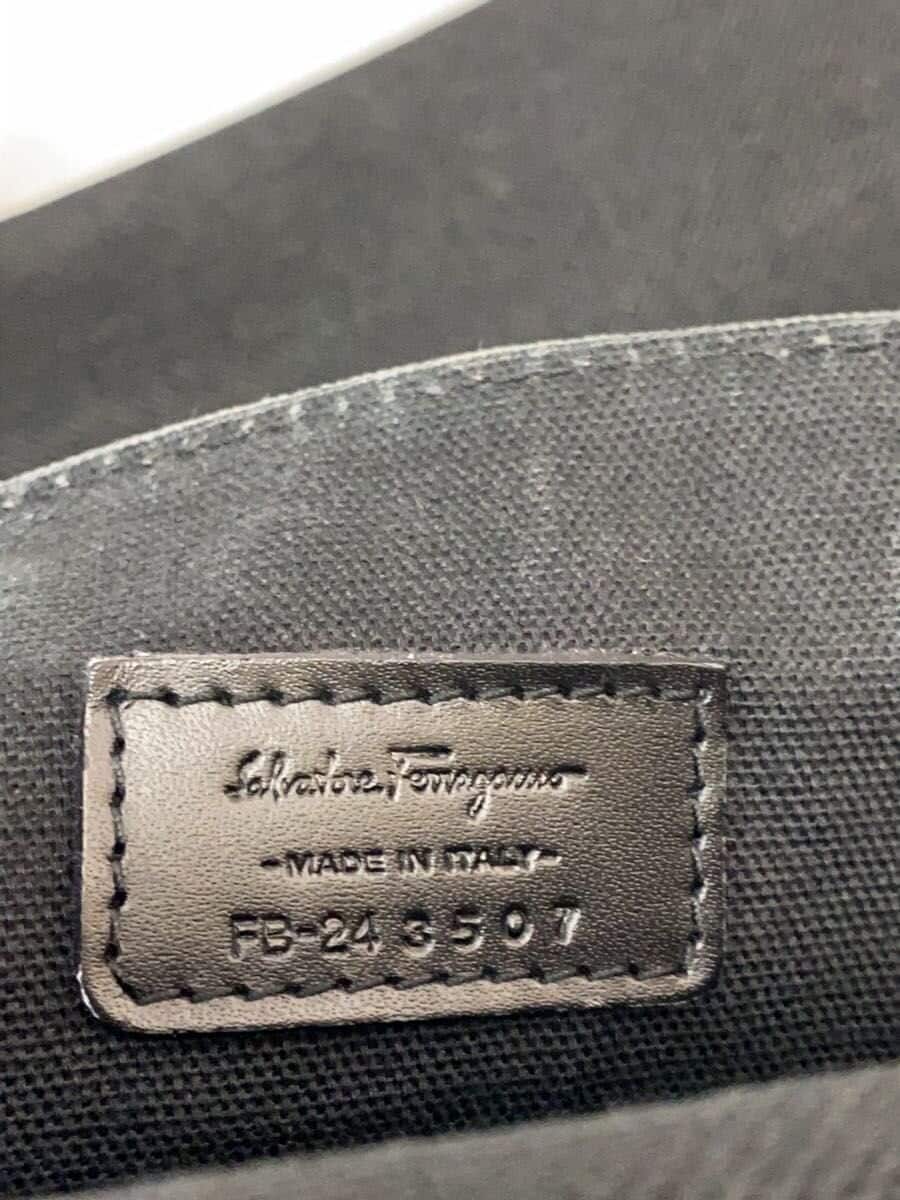 Salvatore Ferragamo
-MADE IN ITALY-
FB-24 3507